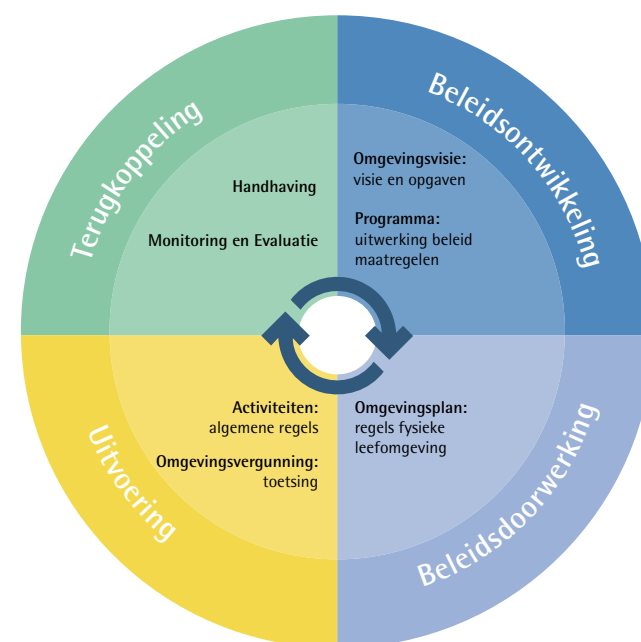 Beleidsontwikkeling
Omgevingsvisie:
visie en opgaven
Programma:
uitwerking beleid
maatregelen
Beleidsdoorwerking
Omgevingsplan:
regels fysieke
leefomgeving
Uitvoering
Activiteiten:
algemene regels
Omgevingsvergunning:
toetsing
Terugkoppeling
Handhaving
Monitoring en Evaluatie